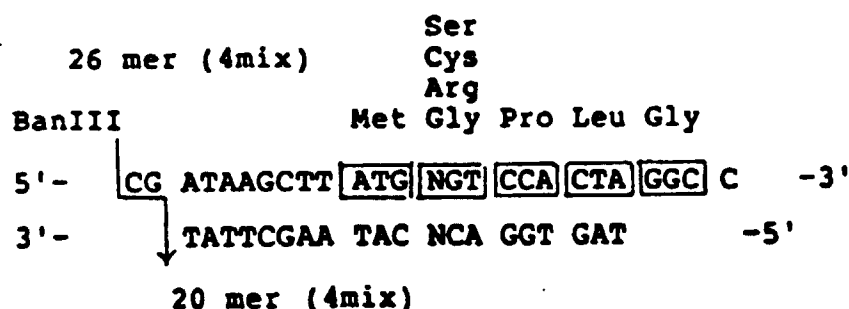 Ser
26 mer (4mix) Cys
Arg
BanIII Met Gly Pro Leu Gly
5'- CG ATAAGCTT ATG NGT CCA CTA GGC C -3'
3'- TATTCGAA TAC NCA GGT GAT -5'
20 mer (4mix)